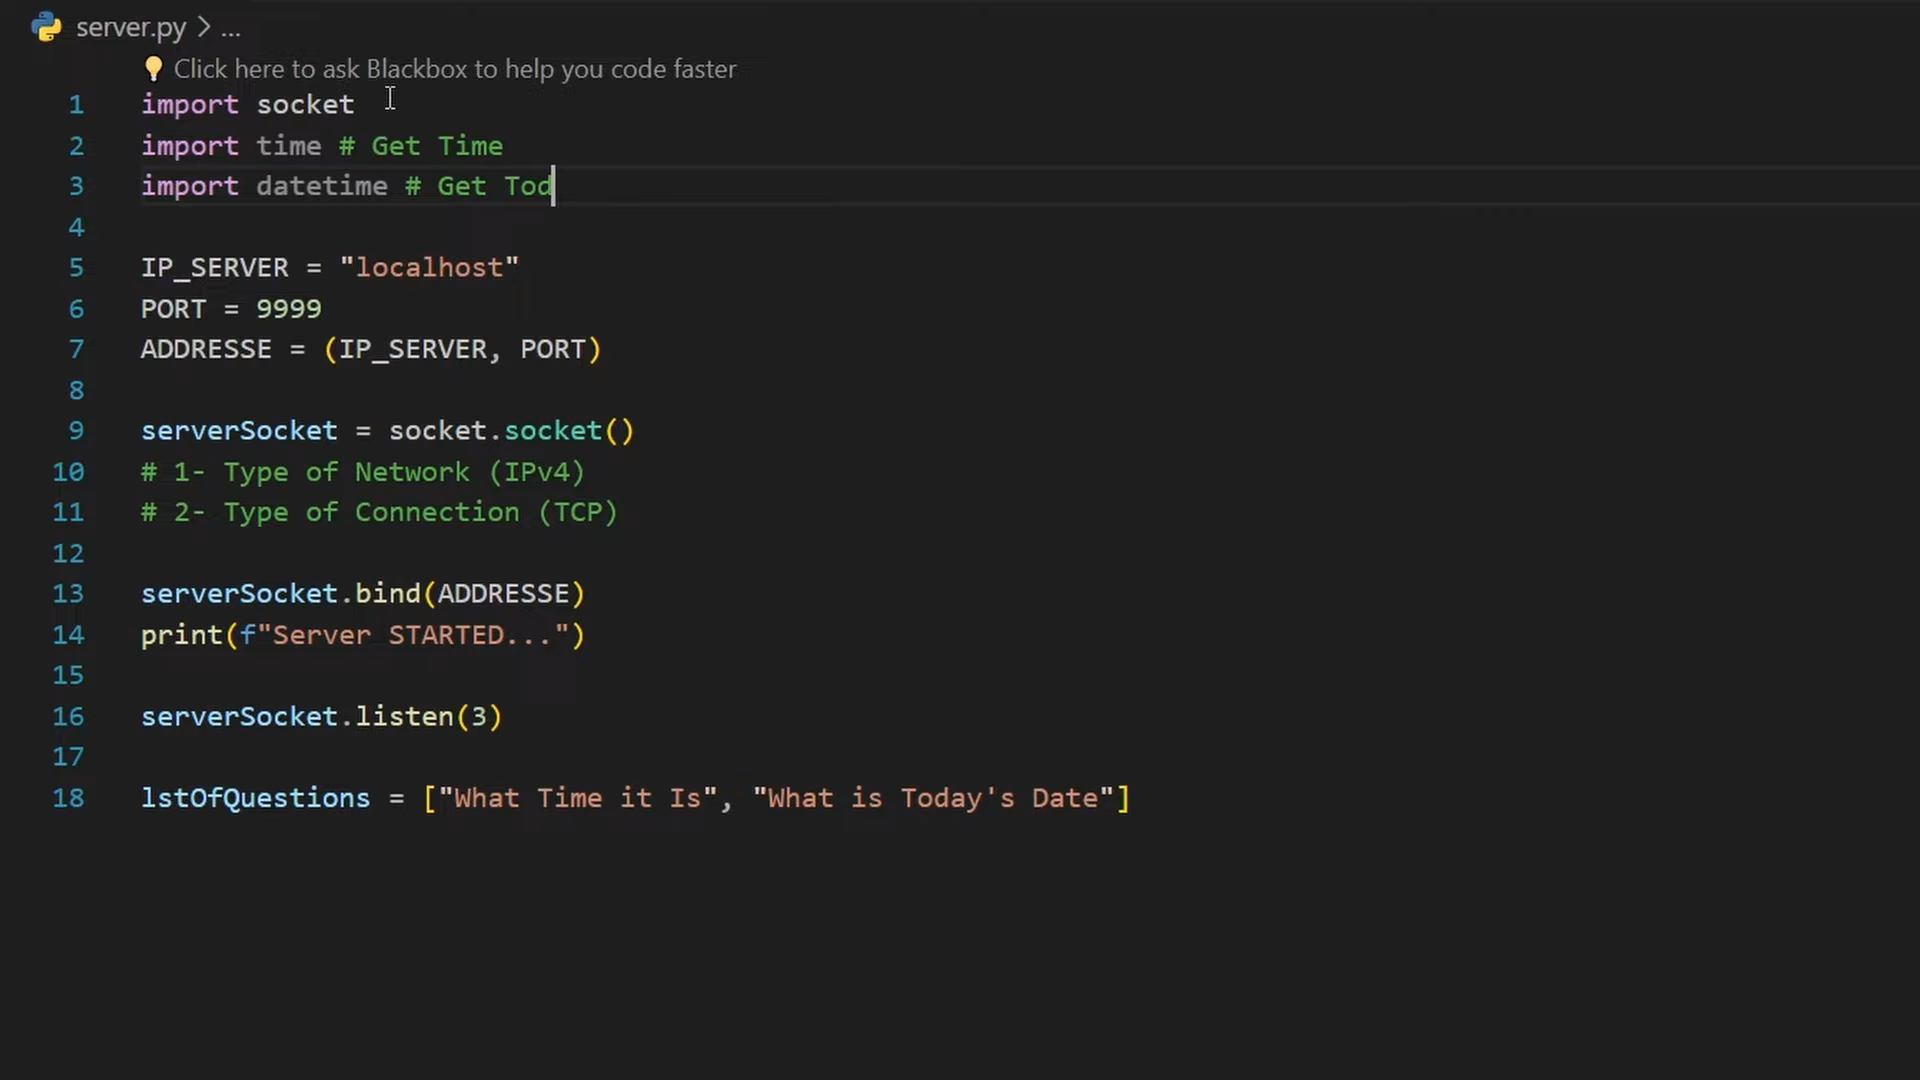 server.py > ...
Click here to ask Blackbox to help you code faster
1 import socket
2 import time # Get Time
3 import datetime # Get Tod
4
5 IP_SERVER = "localhost"
6 PORT = 9999
7 ADDRESSE = (IP_SERVER, PORT)
8
9 serverSocket = socket.socket()
10 # 1- Type of Network (IPv4)
11 # 2- Type of Connection (TCP)
12
13 serverSocket.bind(ADDRESSE)
14 print(f"Server STARTED...")
15
16 serverSocket.listen(3)
17
18 lstOfQuestions = ["What Time it Is", "What is Today's Date"]